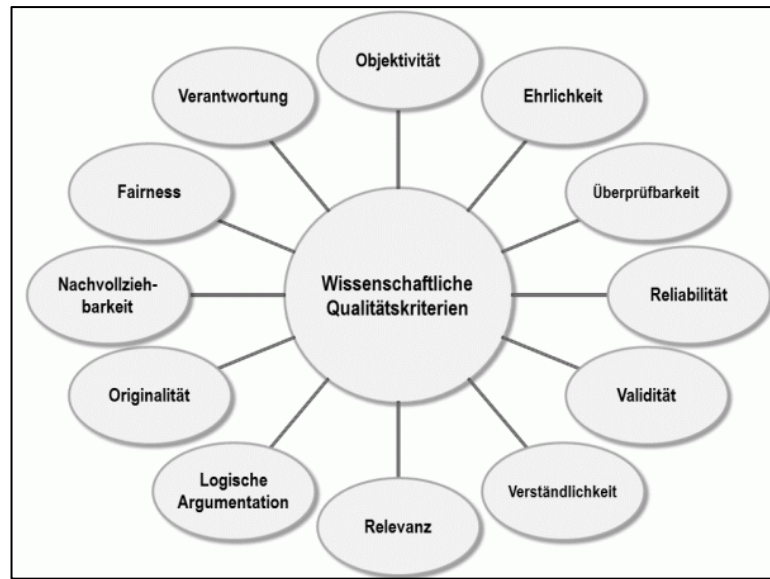 Objektivität
Ehrlichkeit
Überprüfbarkeit
Reliabilität
Validität
Verständlichkeit
Relevanz
Logische
Argumentation
Originalität
Nachvollzieh-
barkeit
Fairness
Verantwortung
Wissenschaftliche
Qualitätskriterien